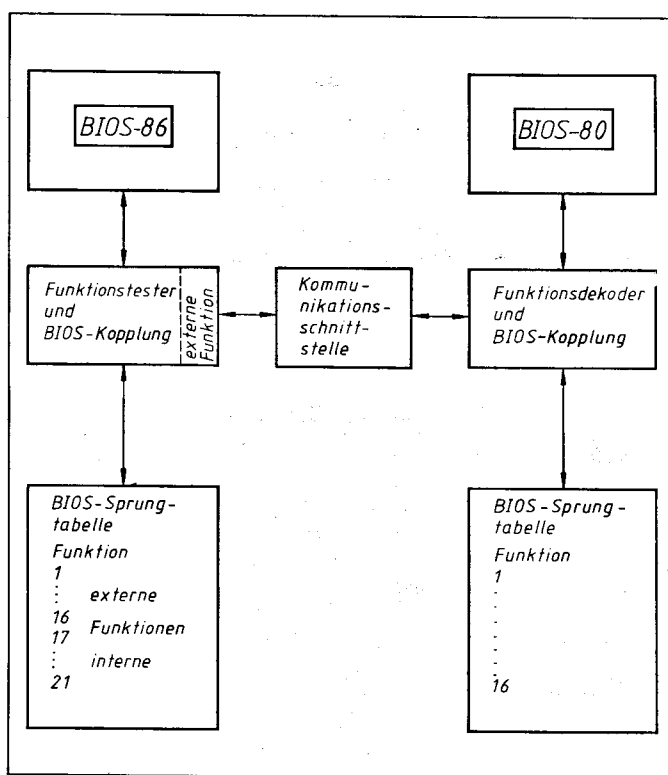 BIOS-86
BIOS-80
Funktionstester
und
BIOS-Kopplung
externe
Funktion
Kommu-
nikations-
schnitt-
stelle
Funktionsdekoder
und
BIOS-Kopplung
BIOS-Sprung-
tabelle
Funktion
1
⋮ externe
16
17 Funktionen
⋮ interne
21
BIOS-Sprung-
tabelle
Funktion
1
16